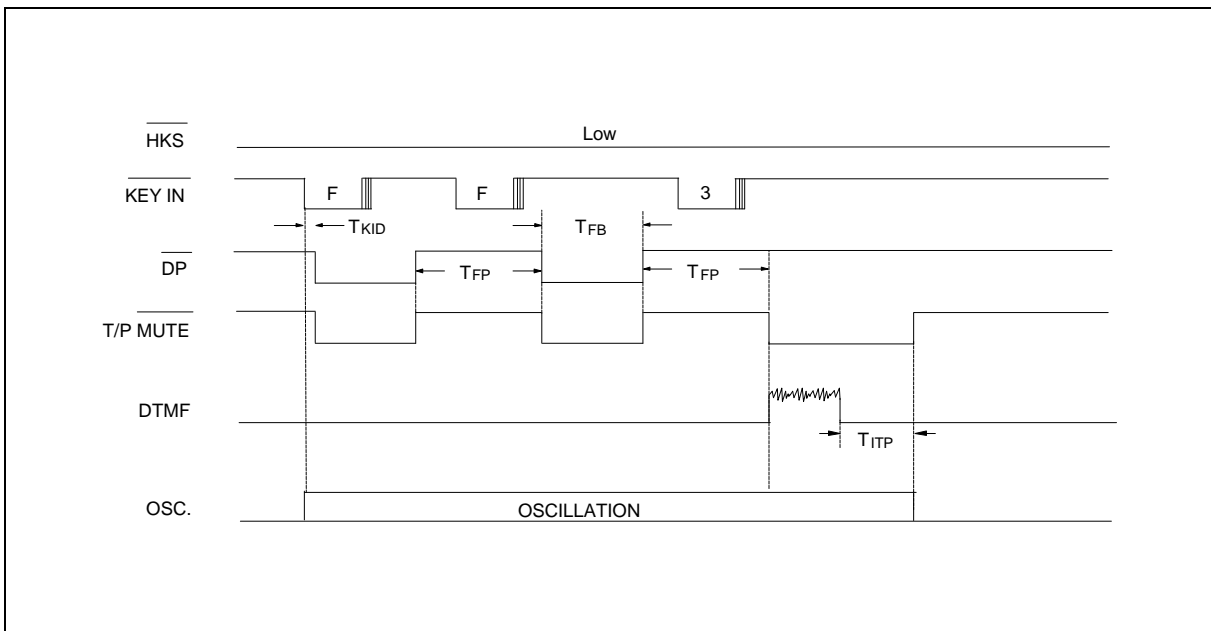 HKS Low
KEY IN F F 3
TKID TFB
DP TFP TFP
T/P MUTE
DTMF
TITP
OSC. OSCILLATION